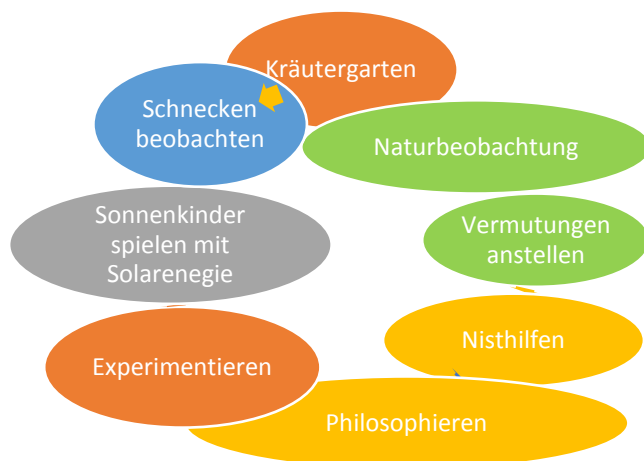 Kräutergarten
Schnecken
beobachten
Naturbeobachtung
Sonnenkinder
spielen mit
Solarenegie
Vermutungen
anstellen
Experimentieren
Nisthilfen
Philosophieren